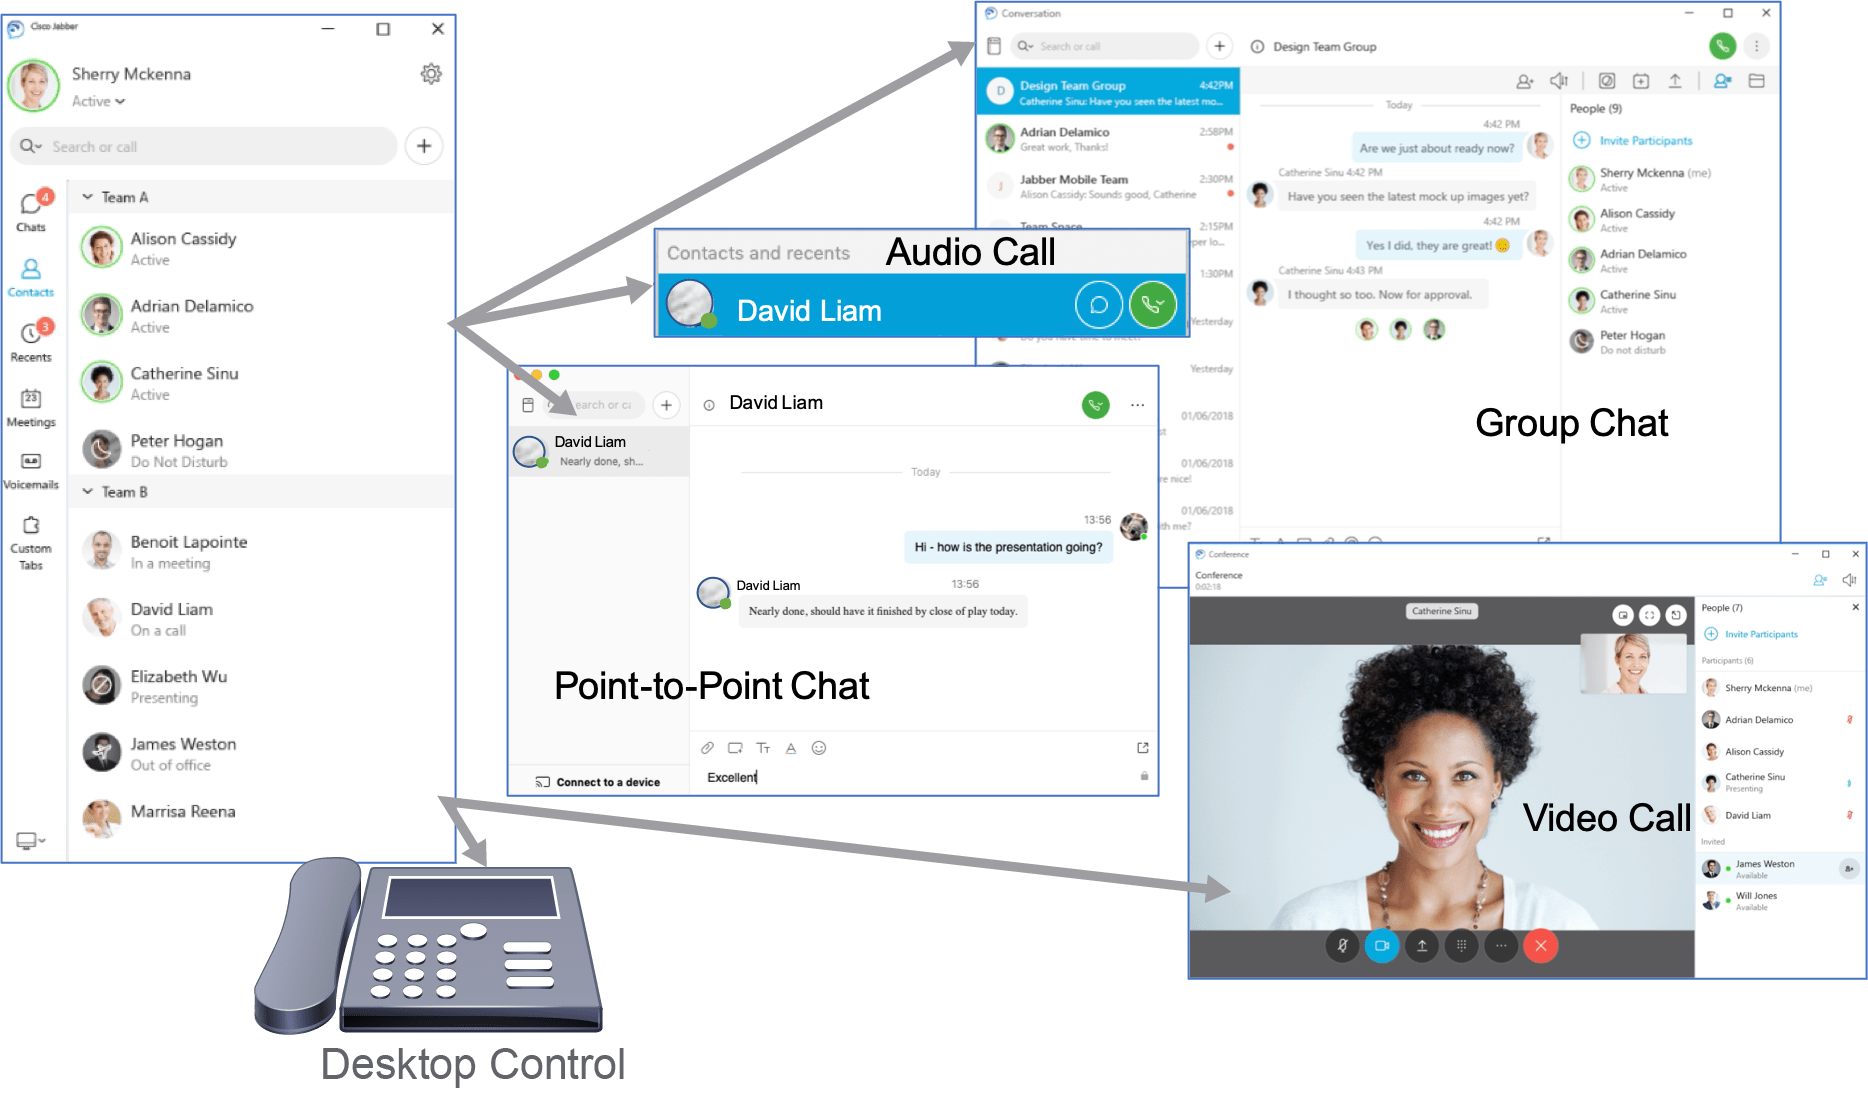 Cisco Jabber
Sherry Mckenna
Active
Search or call
4
Chats
Contacts
3
Recents
23
Meetings
Voicemails
Custom
Tabs
Team A
Alison Cassidy
Active
Adrian Delamico
Active
Catherine Sinu
Active
Peter Hogan
Do Not Disturb
Team B
Benoit Lapointe
In a meeting
David Liam
On a call
Elizabeth Wu
Presenting
James Weston
Out of office
Marrisa Reena
Desktop Control
Contacts and recents
Audio Call
David Liam
David Liam
David Liam
Nearly done, sh...
Today
13:56
Hi - how is the presentation going?
David Liam 13:56
Nearly done, should have it finished by close of play today.
Point-to-Point Chat
Connect to a device
Excellent
Conversation
Search or call
Design Team Group
D
Design Team Group 4:42PM
Catherine Sinu: Have you seen the latest mo...
Adrian Delamico 2:58PM
Great work, Thanks!
J
Jabber Mobile Team 2:30PM
Alison Cassidy: Sounds good, Catherine
Team Space 2:15PM
per lo...
1:30PM
Yesterday
Yesterday
01/06/2018
01/06/2018
re nice!
01/06/2018
ith me?
Today
4:42 PM
Are we just about ready now?
Catherine Sinu 4:42 PM
Have you seen the latest mock up images yet?
4:42 PM
Yes I did, they are great!
Catherine Sinu 4:43 PM
I thought so too. Now for approval.
People (9)
Invite Participants
Sherry Mckenna (me)
Active
Alison Cassidy
Active
Adrian Delamico
Active
Catherine Sinu
Active
Peter Hogan
Do not disturb
Group Chat
Conference
Conference
0:02:18
Catherine Sinu
Video Call
People (7)
Invite Participants
Participants (6)
Sherry Mckenna (me)
Adrian Delamico
Alison Cassidy
Catherine Sinu
Presenting
David Liam
Invited
James Weston
Available
Will Jones
Available